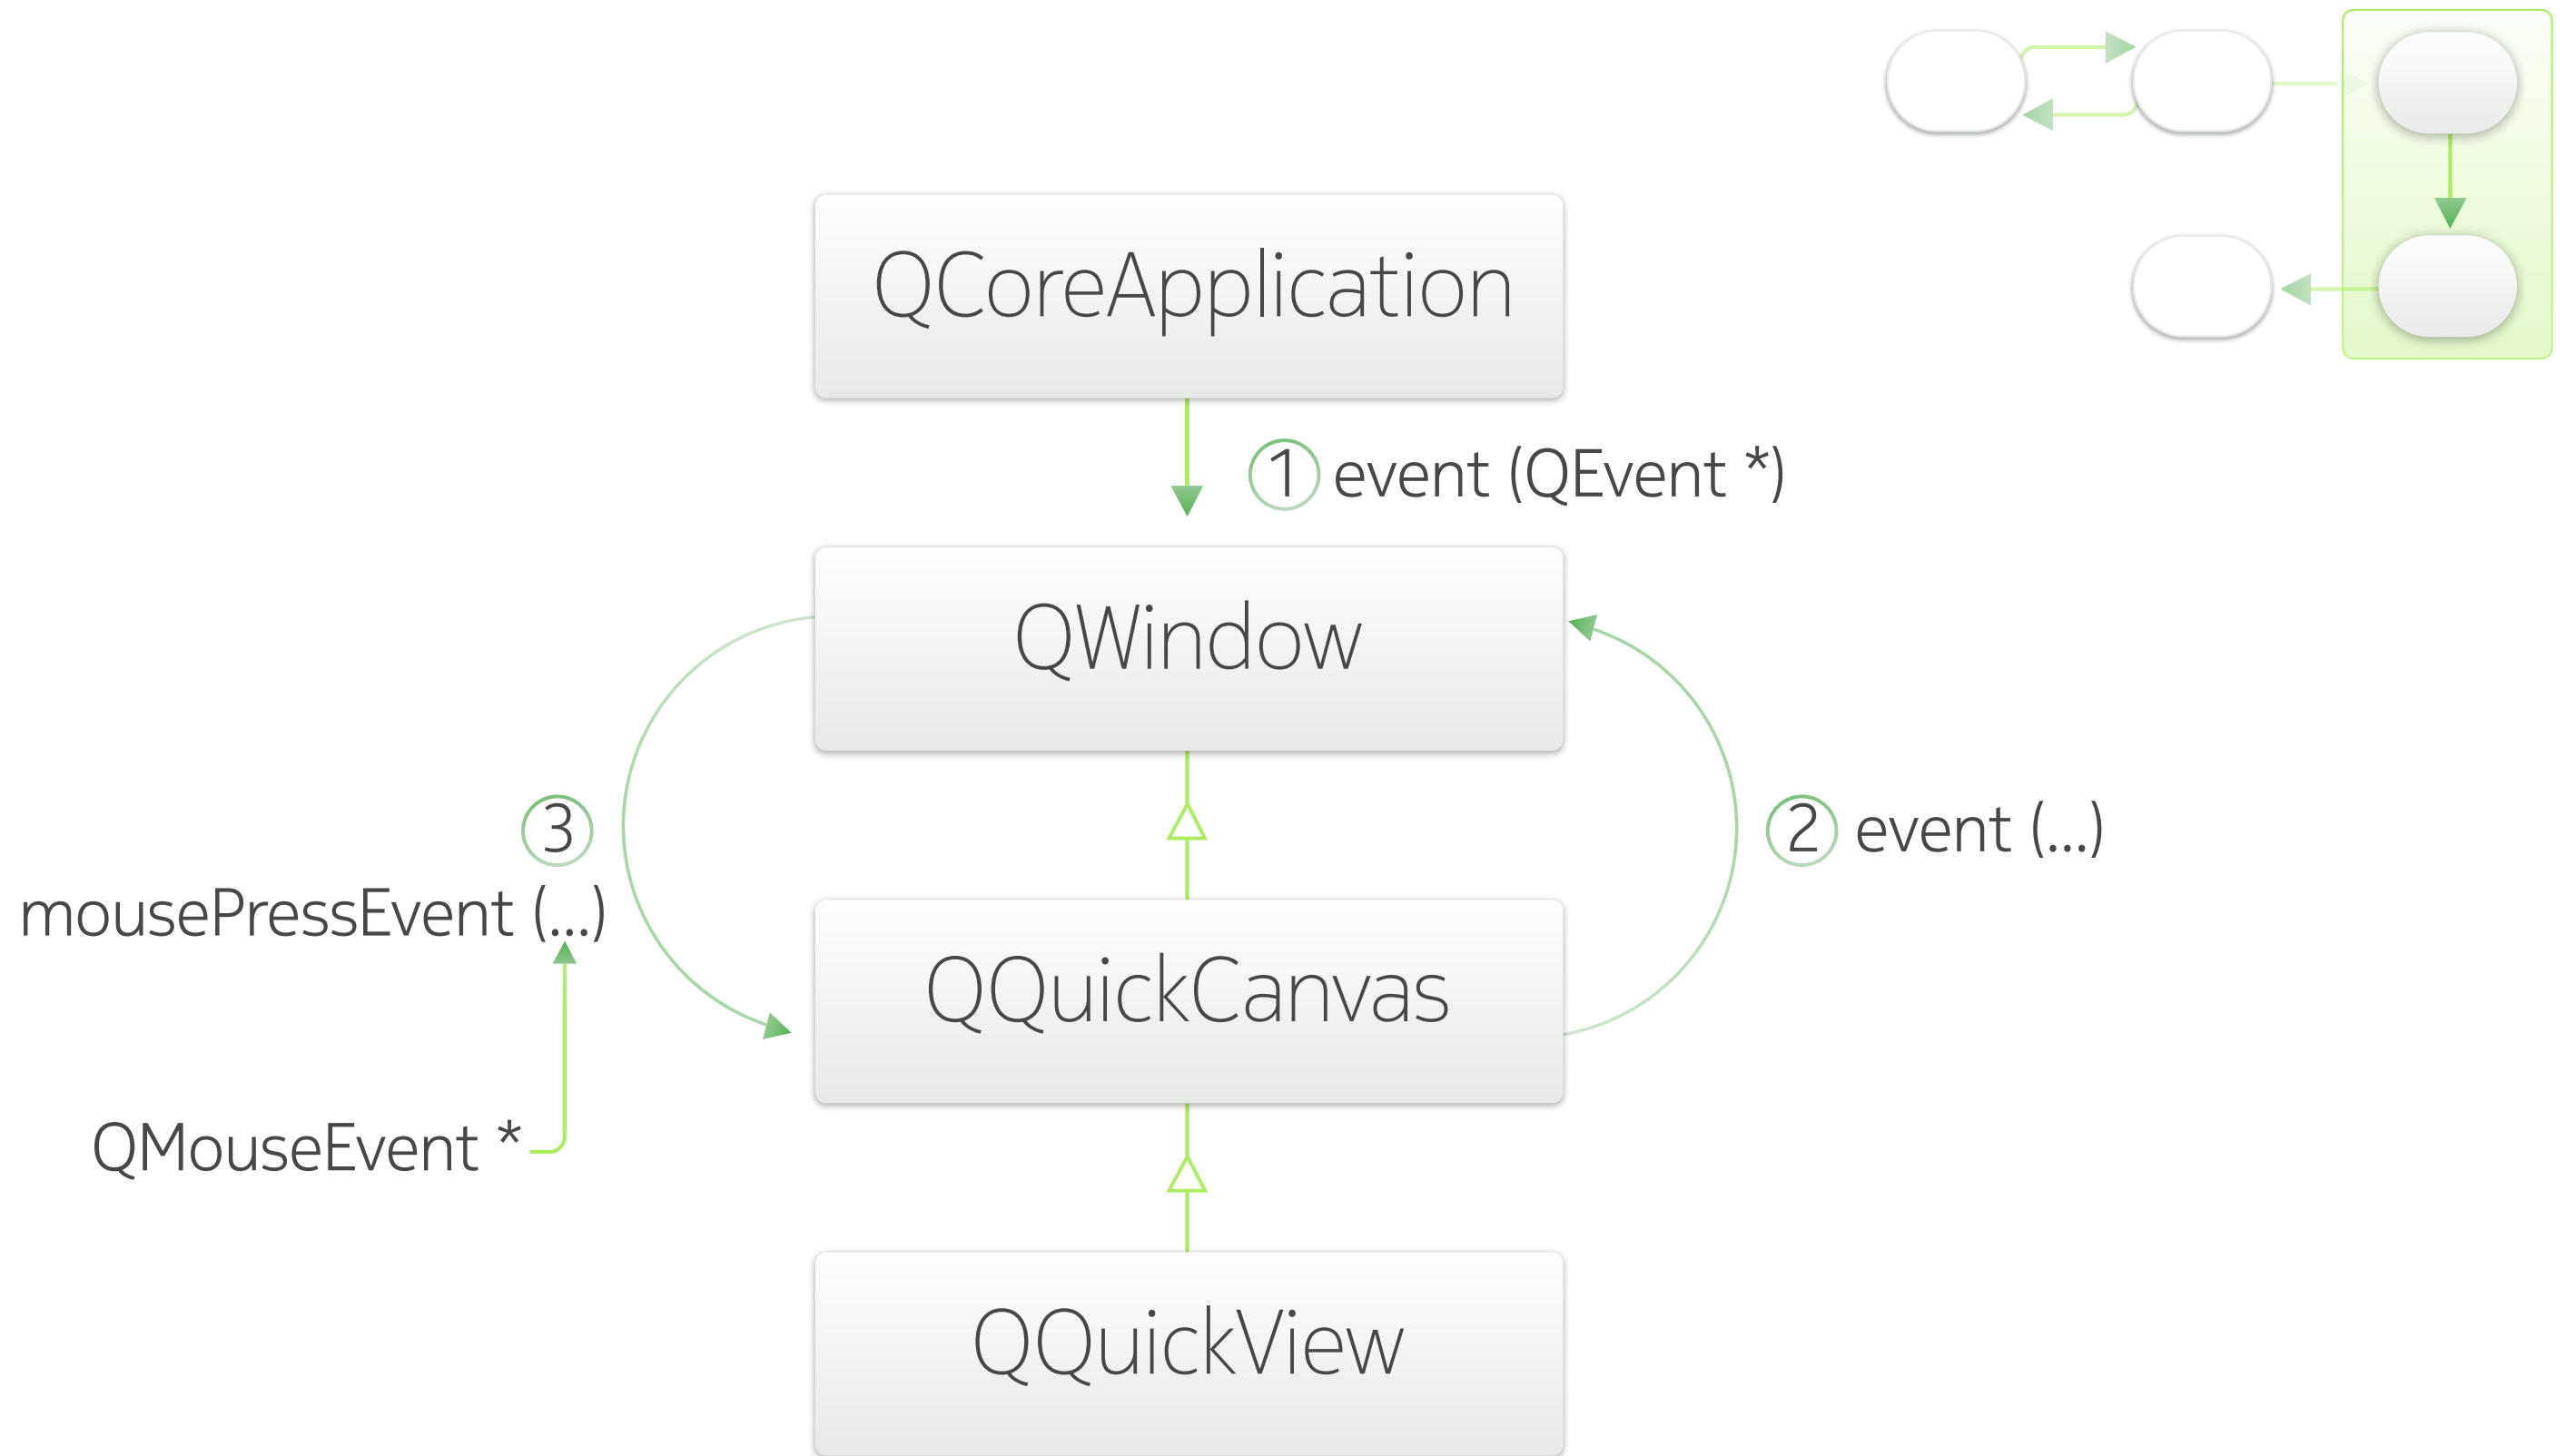 QCoreApplication
1 event (QEvent *)
QWindow
3
2 event (...)
mousePressEvent (...)
QQuickCanvas
QMouseEvent *
QQuickView